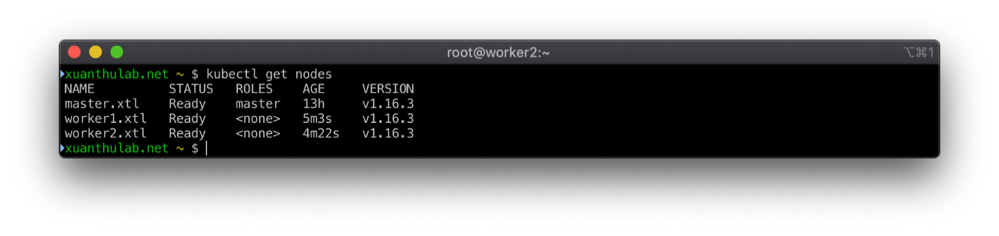 root@worker2:~ ⌥⌘1
xuanthulab.net ~ $ kubectl get nodes
NAME STATUS ROLES AGE VERSION
master.xtl Ready master 13h v1.16.3
worker1.xtl Ready <none> 5m3s v1.16.3
worker2.xtl Ready <none> 4m22s v1.16.3
xuanthulab.net ~ $